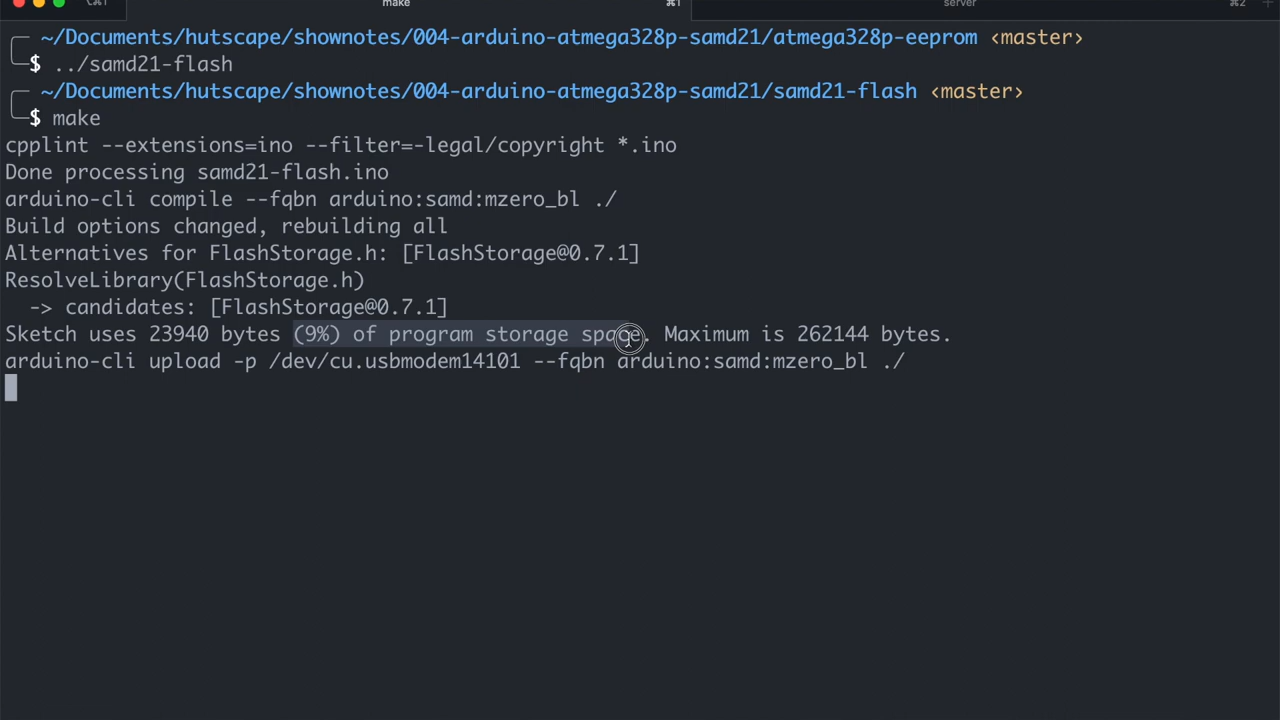 ⌥⌘1 make ⌘1 server ⌘2 +
~/Documents/hutscape/shownotes/004-arduino-atmega328p-samd21/atmega328p-eeprom <master>
$ ../samd21-flash
~/Documents/hutscape/shownotes/004-arduino-atmega328p-samd21/samd21-flash <master>
$ make
cpplint --extensions=ino --filter=-legal/copyright *.ino
Done processing samd21-flash.ino
arduino-cli compile --fqbn arduino:samd:mzero_bl ./
Build options changed, rebuilding all
Alternatives for FlashStorage.h: [FlashStorage@0.7.1]
ResolveLibrary(FlashStorage.h)
-> candidates: [FlashStorage@0.7.1]
Sketch uses 23940 bytes (9%) of program storage space. Maximum is 262144 bytes.
arduino-cli upload -p /dev/cu.usbmodem14101 --fqbn arduino:samd:mzero_bl ./